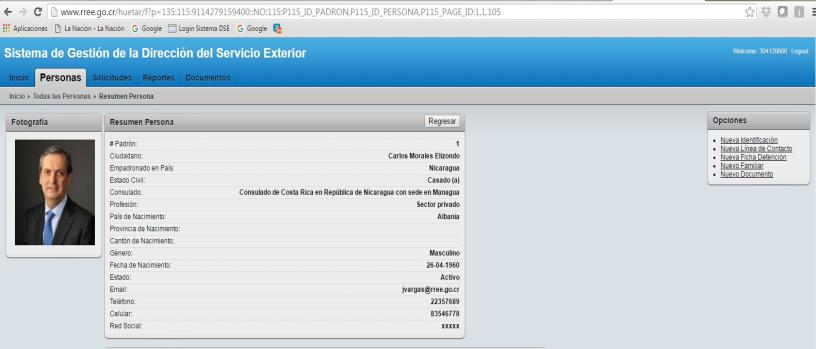 www.rree.go.cr/huetar/f?p=135:115:9114279159400::NO:115:P115_ID_PADRON,P115_ID_PERSONA,P115_PAGE_ID:1,1,105
Aplicaciones La Nación - La Nación G Google Login Sistema DSE G Google
Sistema de Gestión de la Dirección del Servicio Exterior
Welcome: 304120866 Logout
Inicio Personas Solicitudes Reportes Documentos
Inicio › Todas las Personas › Resumen Persona
Fotografía
Resumen Persona Regresar
# Padrón: 1
Ciudadano: Carlos Morales Elizondo
Empadronado en País: Nicaragua
Estado Civil: Casado (a)
Consulado: Consulado de Costa Rica en República de Nicaragua con sede en Managua
Profesión: Sector privado
País de Nacimiento: Albania
Provincia de Nacimiento:
Cantón de Nacimiento:
Género: Masculino
Fecha de Nacimiento: 26-04-1960
Estado: Activo
Email: jvargas@rree.go.cr
Teléfono: 22357689
Celular: 83546778
Red Social: xxxxx
Opciones
Nueva Identificación
Nueva Línea de Contacto
Nueva Ficha Detención
Nuevo Familiar
Nuevo Documento